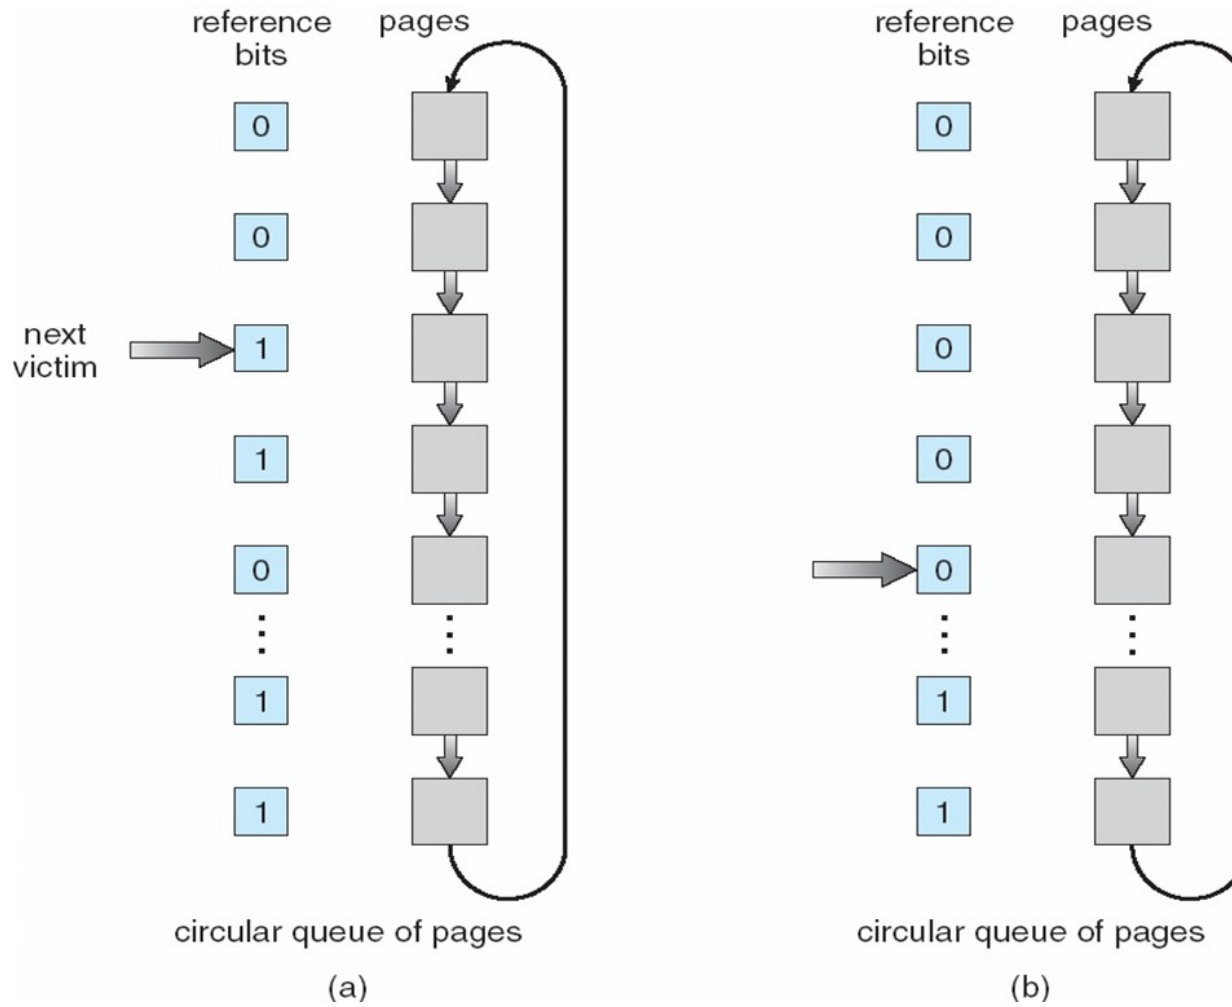 reference
bits
pages
0
0
next
victim
1
1
0
1
1
circular queue of pages
(a)
reference
bits
pages
0
0
0
0
0
1
1
circular queue of pages
(b)